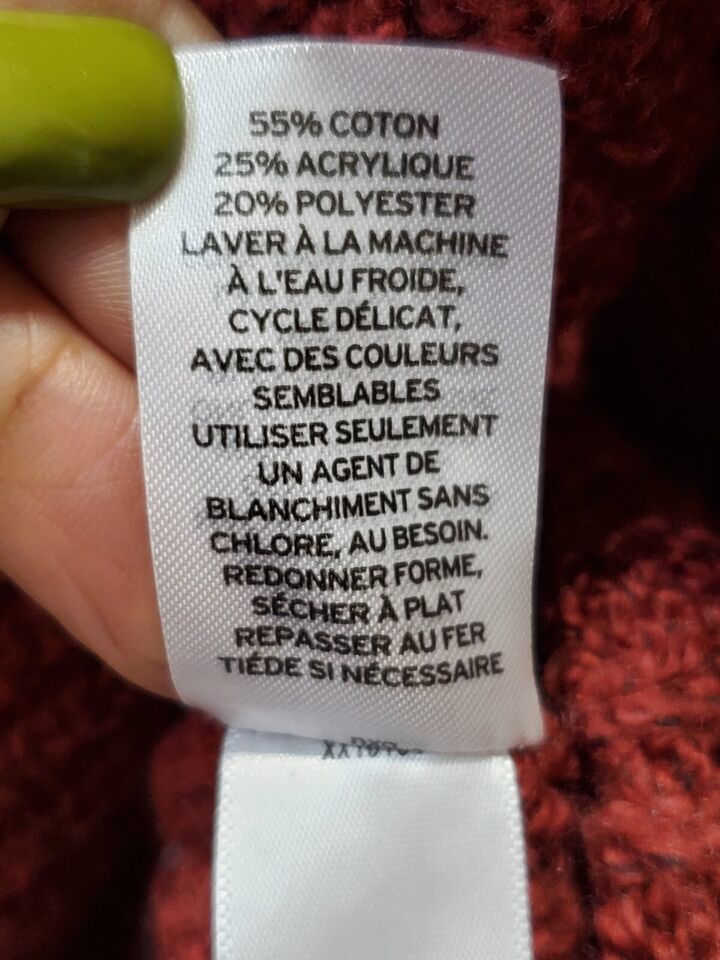 55% COTON
25% ACRYLIQUE
20% POLYESTER
LAVER À LA MACHINE
À L'EAU FROIDE,
CYCLE DÉLICAT,
AVEC DES COULEURS
SEMBLABLES
UTILISER SEULEMENT
UN AGENT DE
BLANCHIMENT SANS
CHLORE, AU BESOIN.
REDONNER FORME,
SÉCHER À PLAT
REPASSER AU FER
TIÉDE SI NÉCESSAIRE